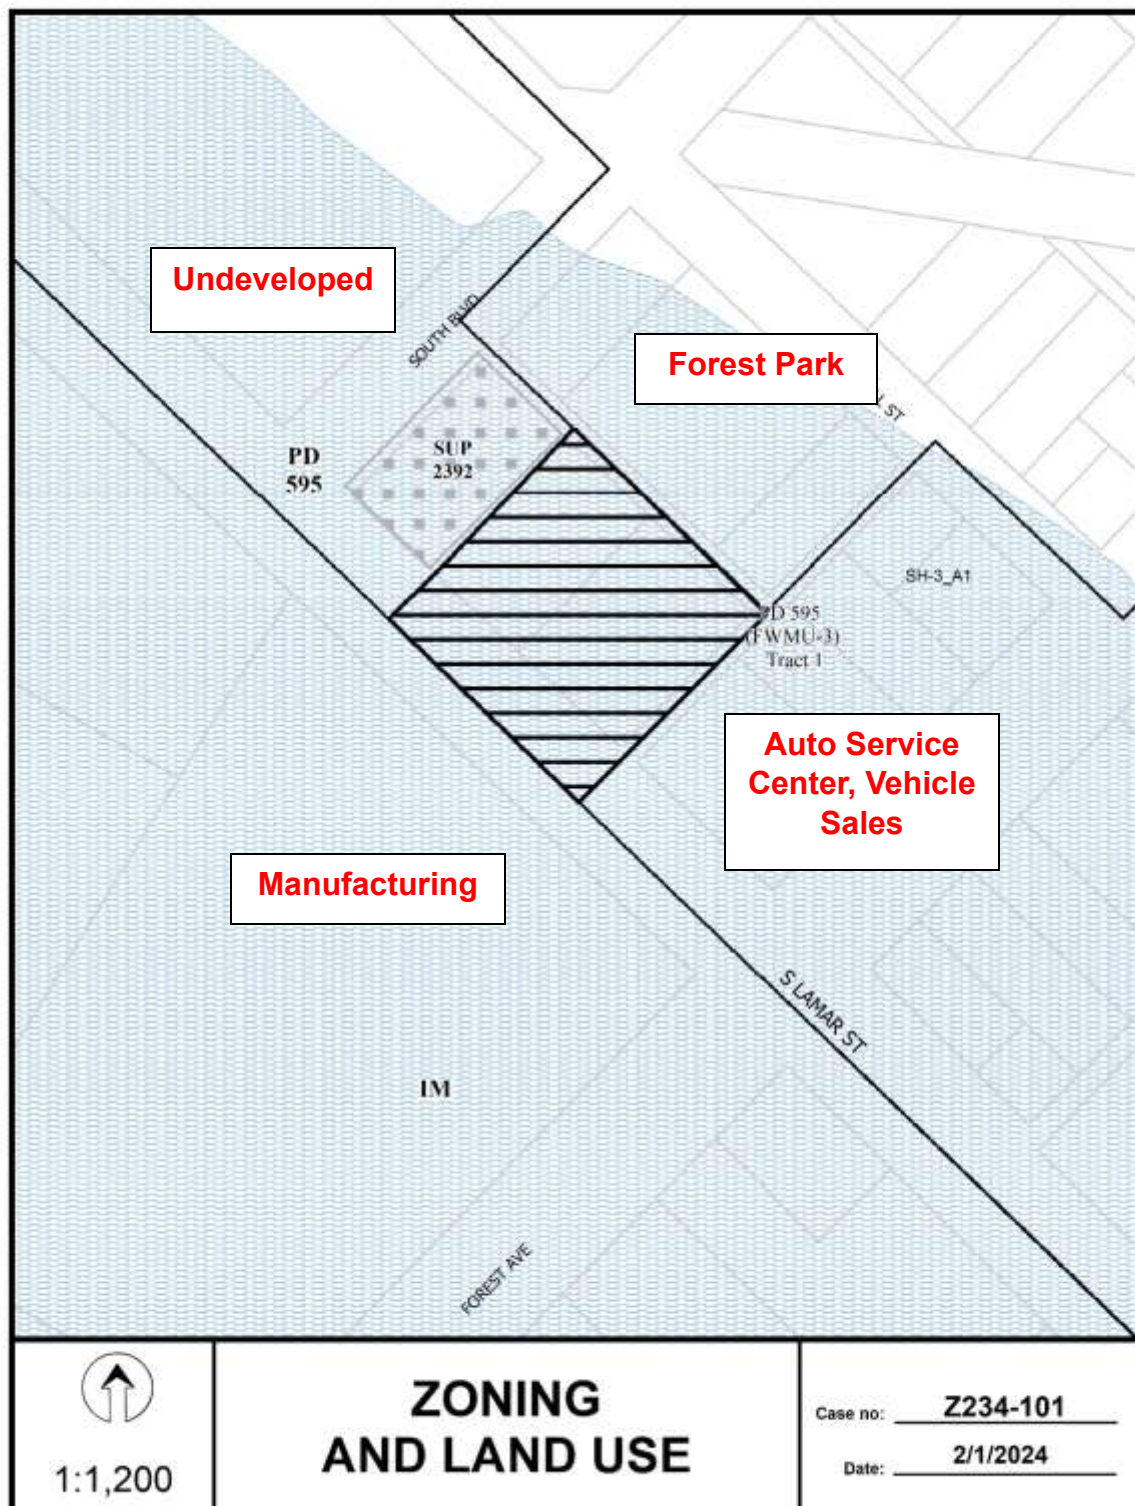 Undeveloped
SOUTH BLVD
Forest Park
ST
PD
595
SUP
2392
SH-3_A1
PD 595
(FWMU-3)
Tract 1
Auto Service
Center, Vehicle
Sales
Manufacturing
S LAMAR ST
IM
FOREST AVE
1:1,200
ZONING
AND LAND USE
Case no: Z234-101
Date: 2/1/2024